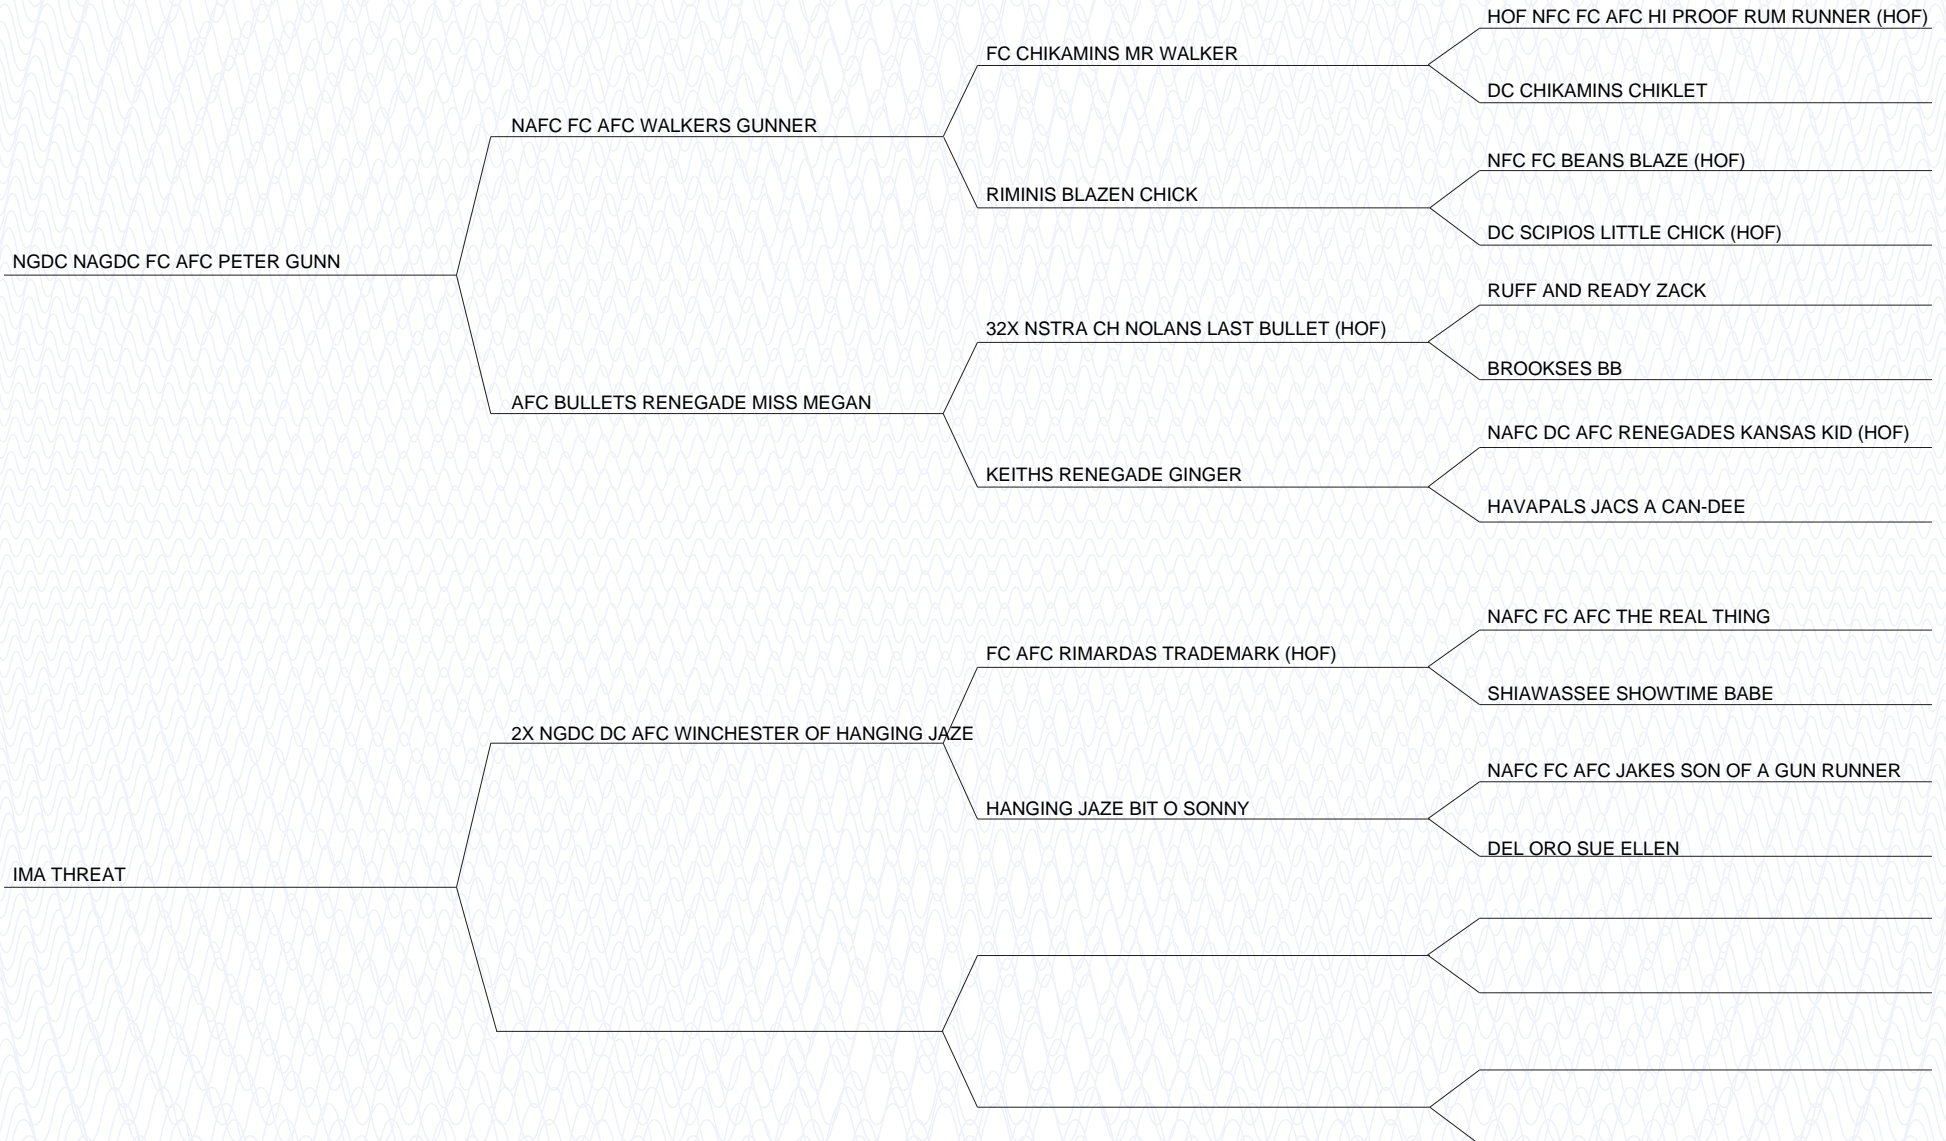 HOF NFC FC AFC HI PROOF RUM RUNNER (HOF)
FC CHIKAMINS MR WALKER
DC CHIKAMINS CHIKLET
NAFC FC AFC WALKERS GUNNER
NFC FC BEANS BLAZE (HOF)
RIMINIS BLAZEN CHICK
DC SCIPIOS LITTLE CHICK (HOF)
NGDC NAGDC FC AFC PETER GUNN
RUFF AND READY ZACK
32X NSTRA CH NOLANS LAST BULLET (HOF)
BROOKSES BB
AFC BULLETS RENEGADE MISS MEGAN
NAFC DC AFC RENEGADES KANSAS KID (HOF)
KEITHS RENEGADE GINGER
HAVAPALS JACS A CAN-DEE
NAFC FC AFC THE REAL THING
FC AFC RIMARDAS TRADEMARK (HOF)
SHIAWASSEE SHOWTIME BABE
2X NGDC DC AFC WINCHESTER OF HANGING JAZE
NAFC FC AFC JAKES SON OF A GUN RUNNER
HANGING JAZE BIT O SONNY
DEL ORO SUE ELLEN
IMA THREAT